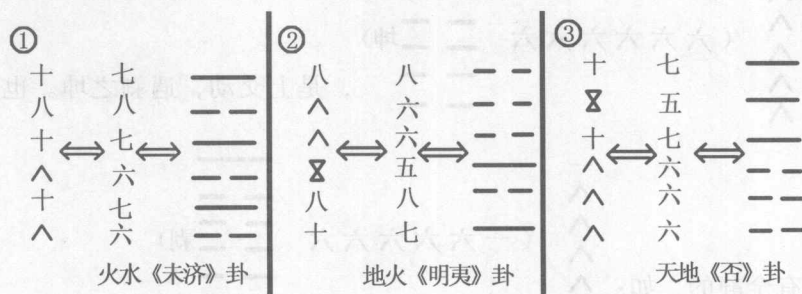 ①
十 七
八 八
十 七
∧ 六
十 七
∧ 六
火水《未济》卦
②
八 八
∧ 六
∧ 六
五
八 八
十 七
地火《明夷》卦
③
十 七
五
十 七
∧ 六
∧ 六
∧ 六
天地《否》卦